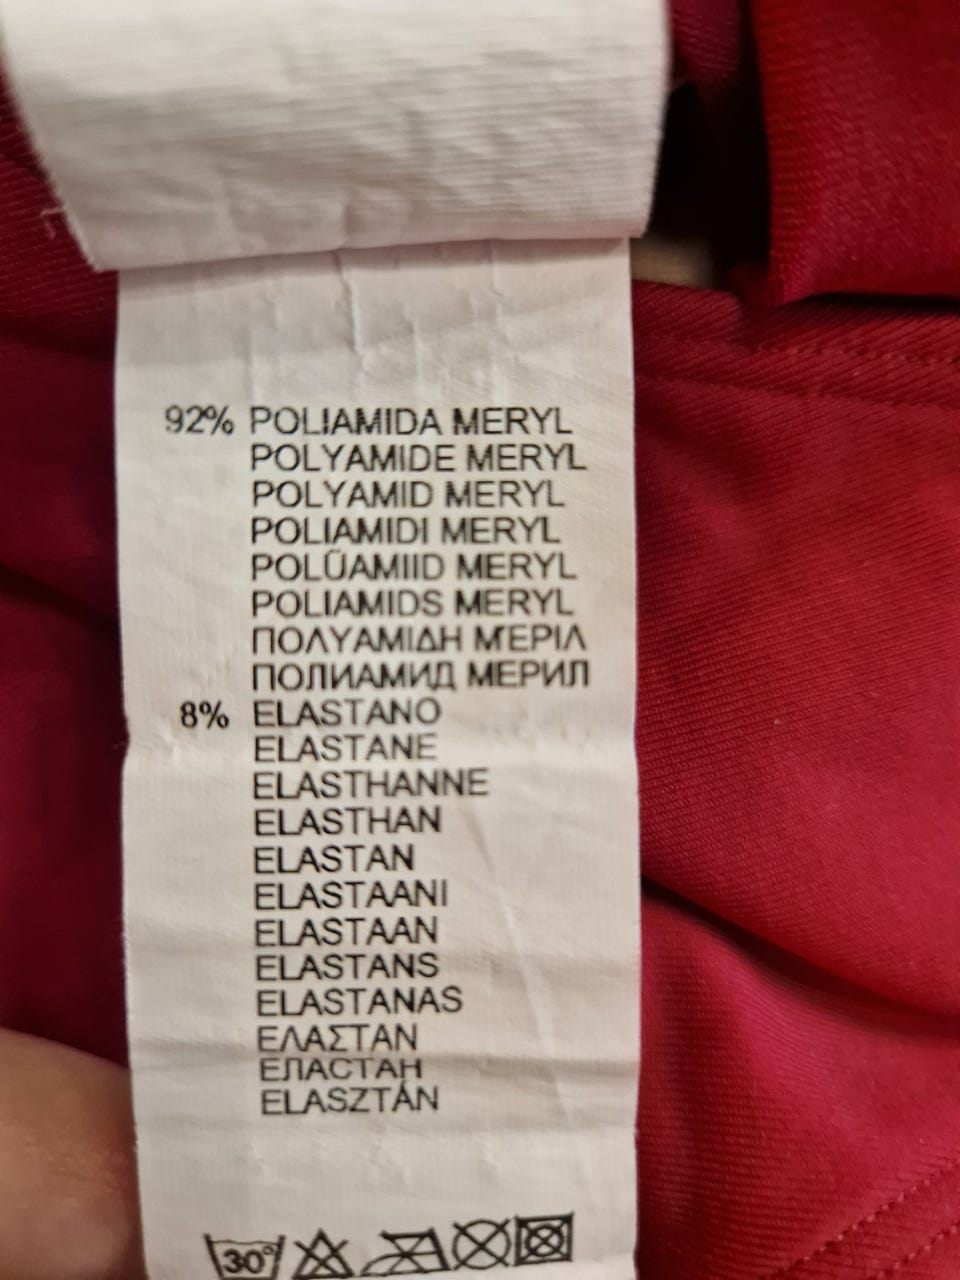 92% POLIAMIDA MERYL
POLYAMIDE MERYL
POLYAMID MERYL
POLIAMIDI MERYL
POLÜAMIID MERYL
POLIAMIDS MERYL
ΠΟΛΥΑΜΙΔΗ ΜΈΡΙΛ
ПОЛИАМИД МЕРИЛ
8% ELASTANO
ELASTANE
ELASTHANNE
ELASTHAN
ELASTAN
ELASTAANI
ELASTAAN
ELASTANS
ELASTANAS
ΕΛΑΣΤΑΝ
ЕЛАСТАН
ELASZTÁN
30°